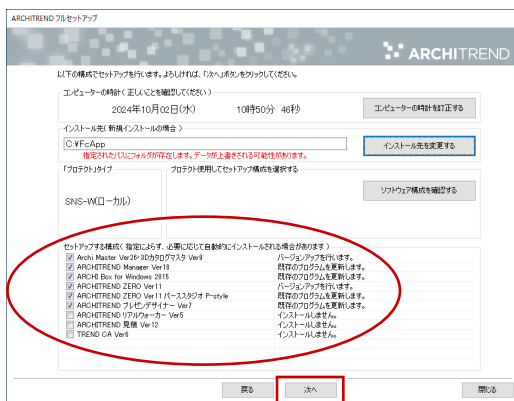 ARCHITREND フルセットアップ
ARCHITREND
以下の構成でセットアップを行います。よろしければ、「次へ」ボタンをクリックしてください。
コンピューターの時計( 正しいことを確認してください )
2024年10月02日(水) 10時50分 46秒
コンピューターの時計を訂正する
インストール先( 新規インストールの場合 )
C:¥FcApp
インストール先を変更する
指定されたパスにフォルダが存在します。データが上書きされる可能性があります。
「プロテクト」タイプ
プロテクト使用してセットアップ構成を選択する
SNS-W(ローカル)
ソフトウェア構成を確認する
セットアップする構成( 指定によらず、必要に応じて自動的にインストールされる場合があります )
Archi Master Ver26・3Dカタログマスタ Ver9 バージョンアップを行います。
ARCHITREND Manager Ver18 既存のプログラムを更新します。
ARCHI Box for Windows 2015 既存のプログラムを更新します。
ARCHITREND ZERO Ver11 バージョンアップを行います。
ARCHITREND ZERO Ver11 パーススタジオ P-style 既存のプログラムを更新します。
ARCHITREND プレゼンデザイナー Ver7 既存のプログラムを更新します。
ARCHITREND リアルウォーカー Ver5 インストールしません。
ARCHITREND 見積 Ver12 インストールしません。
TREND CA Ver6 インストールしません。
戻る 次へ 閉じる